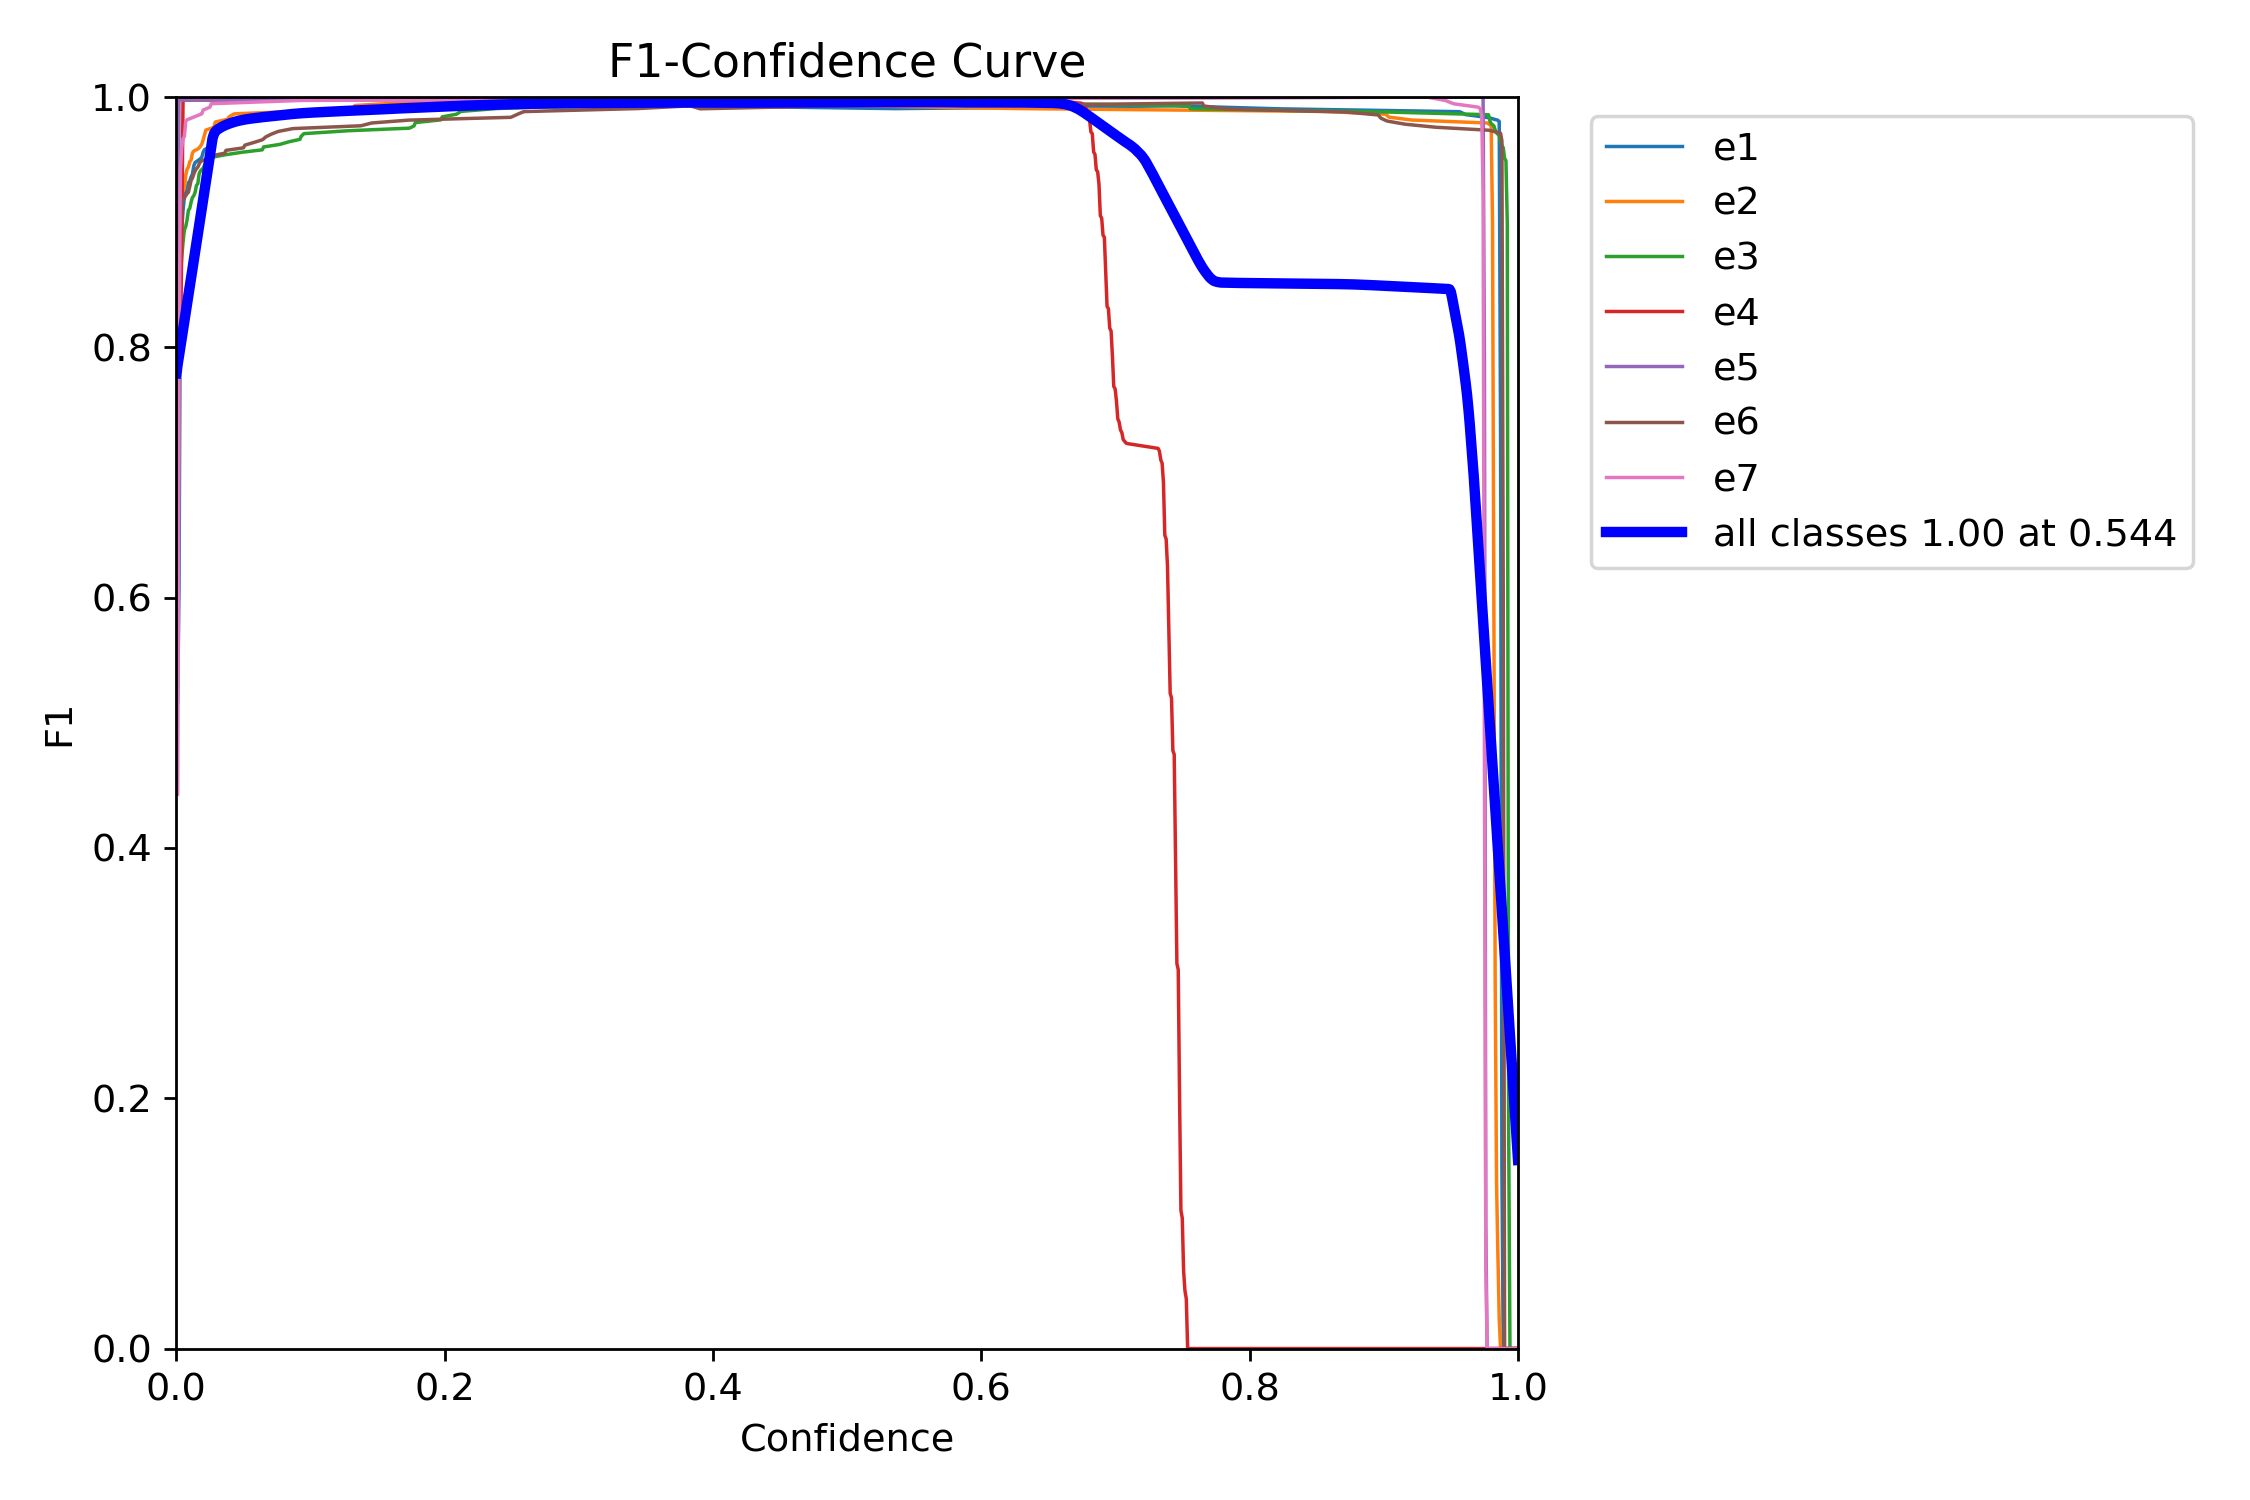 F1-Confidence Curve
1.0
0.8
0.6
0.4
0.2
0.0
F1
0.0 0.2 0.4 0.6 0.8 1.0
Confidence
e1
e2
e3
e4
e5
e6
e7
all classes 1.00 at 0.544